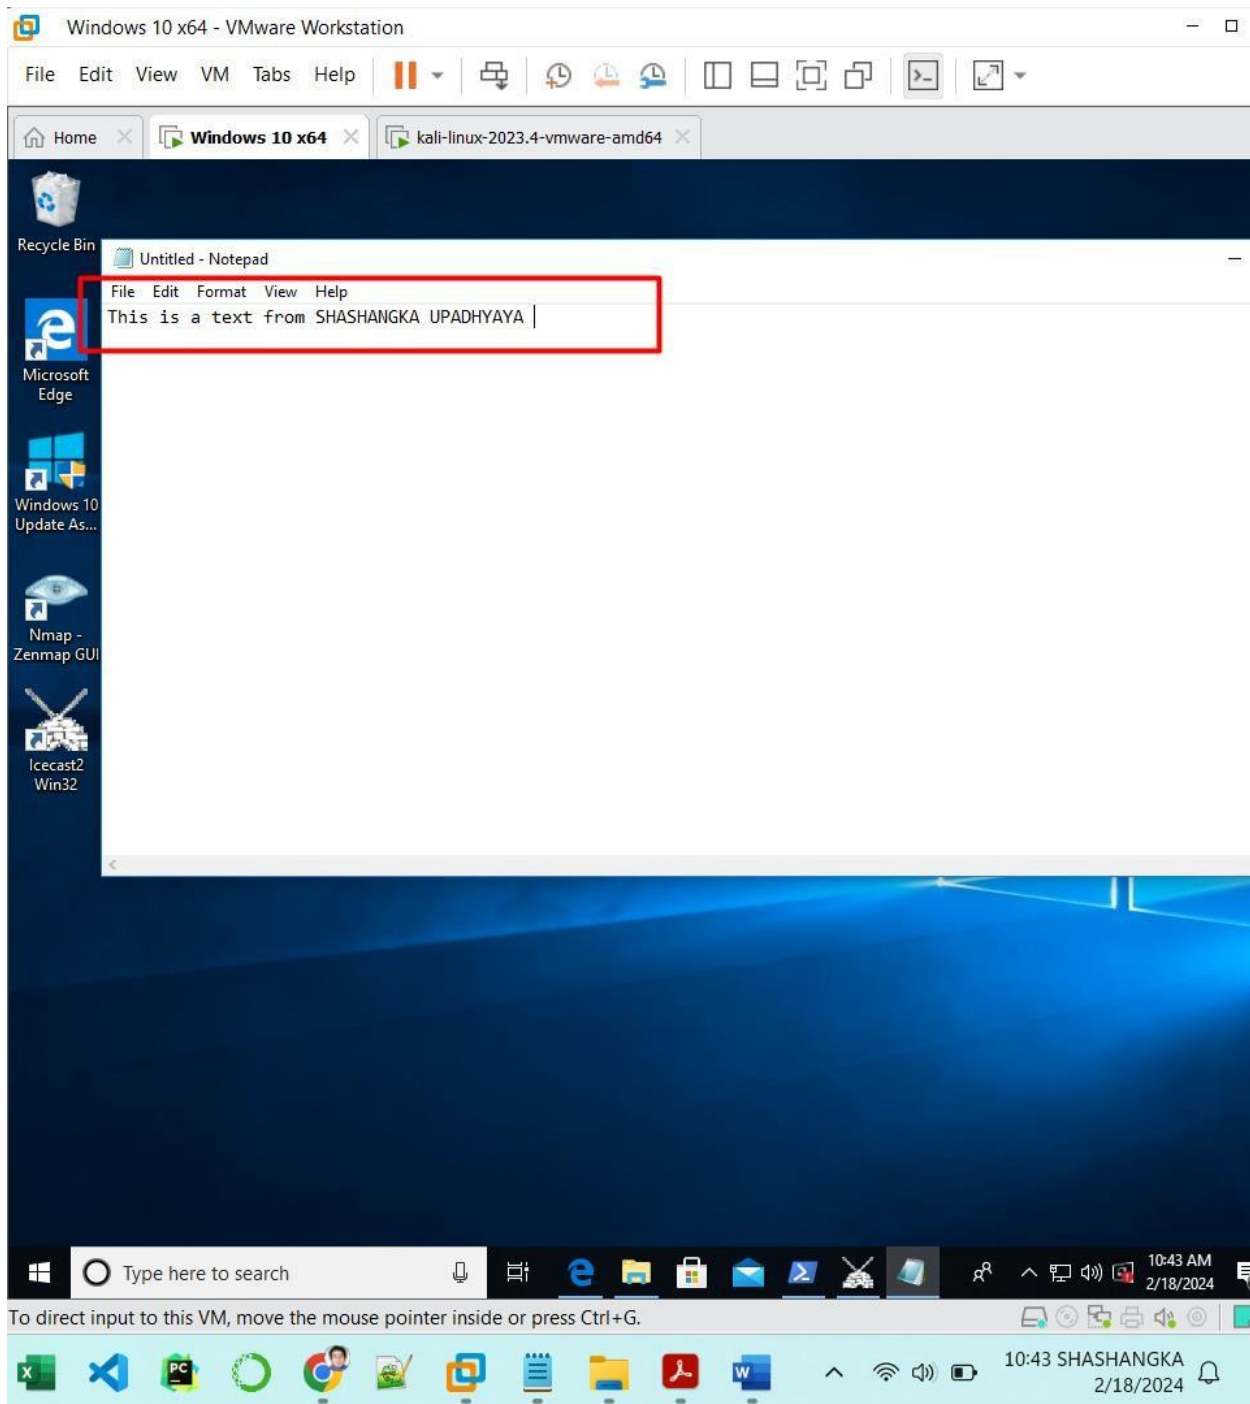 Windows 10 x64 - VMware Workstation
File Edit View VM Tabs Help
Home
Windows 10 x64
kali-linux-2023.4-vmware-amd64
Recycle Bin
Untitled - Notepad
File Edit Format View Help
This is a text from SHASHANGKA UPADHYAYA
Microsoft
Edge
Windows 10
Update As...
Nmap -
Zenmap GUI
Icecast2
Win32
Type here to search
10:43 AM
2/18/2024
To direct input to this VM, move the mouse pointer inside or press Ctrl+G.
PC
10:43 SHASHANGKA
2/18/2024